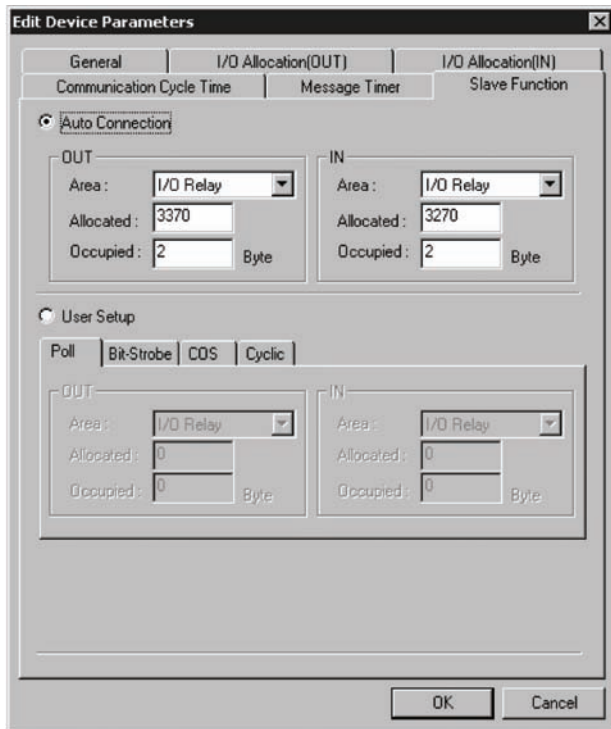 Edit Device Parameters
General
I/O Allocation(OUT)
I/O Allocation(IN)
Communication Cycle Time
Message Timer
Slave Function
Auto Connection
OUT
Area :
I/O Relay
Allocated :
3370
Occupied :
2
Byte
IN
Area :
I/O Relay
Allocated :
3270
Occupied :
2
Byte
User Setup
Poll
Bit-Strobe
COS
Cyclic
OUT
Area :
I/O Relay
Allocated :
0
Occupied :
0
Byte
IN
Area :
I/O Relay
Allocated :
0
Occupied :
0
Byte
OK
Cancel